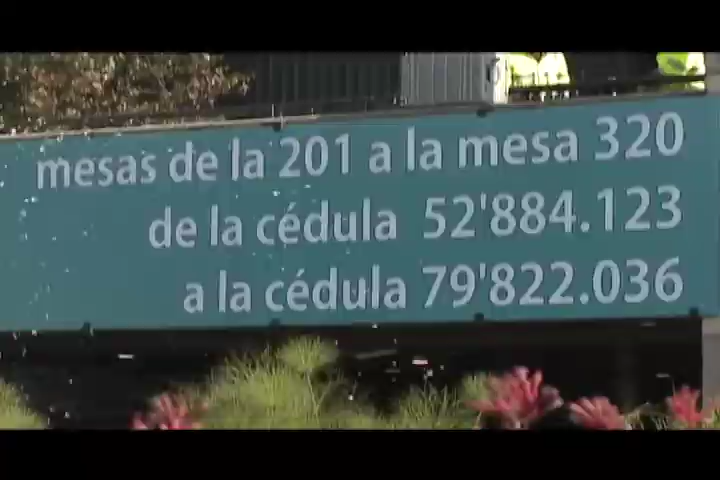 mesas de la 201 a la mesa 320
de la cédula 52'884.123
a la cédula 79'822.036